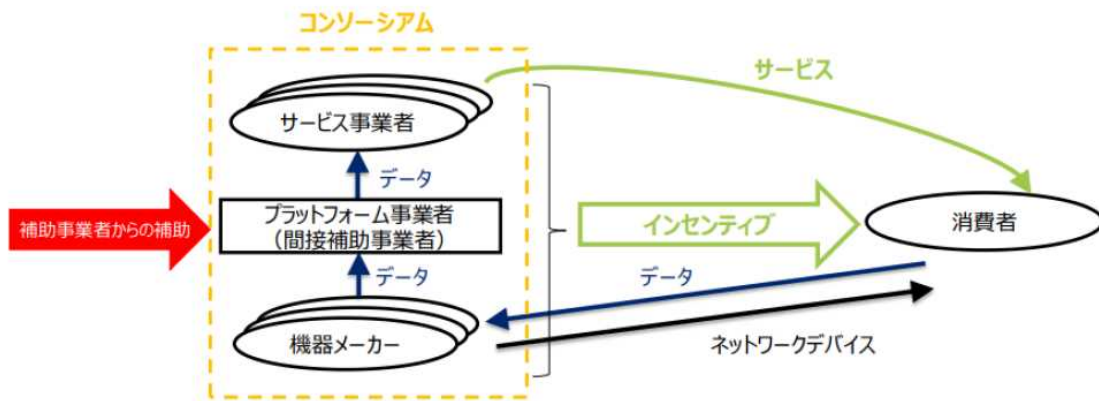 コンソーシアム
サービス
サービス事業者
データ
補助事業者からの補助
プラットフォーム事業者
（間接補助事業者）
インセンティブ
消費者
データ
データ
機器メーカー
ネットワークデバイス